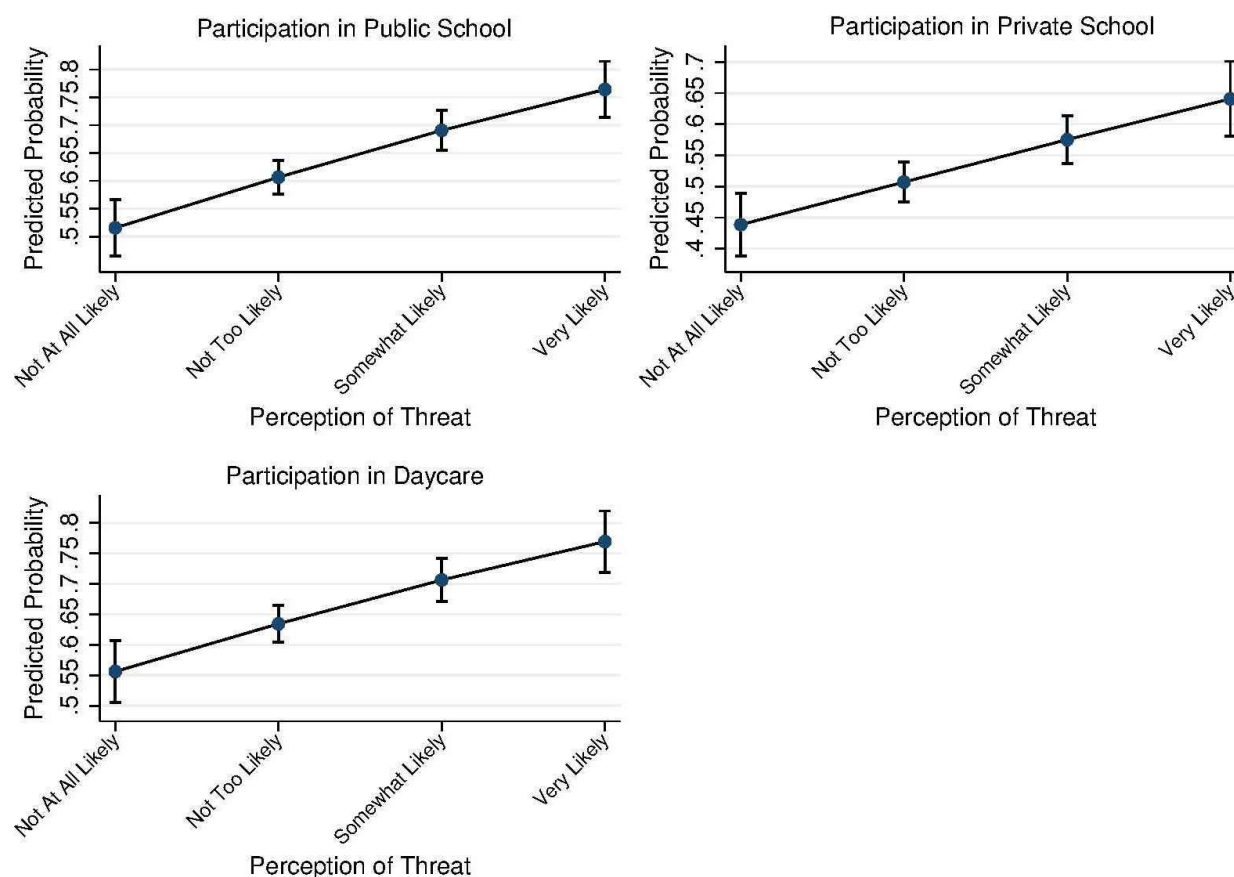 Participation in Public School
Predicted Probability
.5 .55 .6 .65 .7 .75 .8
Not At All Likely
Not Too Likely
Somewhat Likely
Very Likely
Perception of Threat
Participation in Private School
Predicted Probability
.4 .45 .5 .55 .6 .65 .7
Not At All Likely
Not Too Likely
Somewhat Likely
Very Likely
Perception of Threat
Participation in Daycare
Predicted Probability
.5 .55 .6 .65 .7 .75 .8
Not At All Likely
Not Too Likely
Somewhat Likely
Very Likely
Perception of Threat